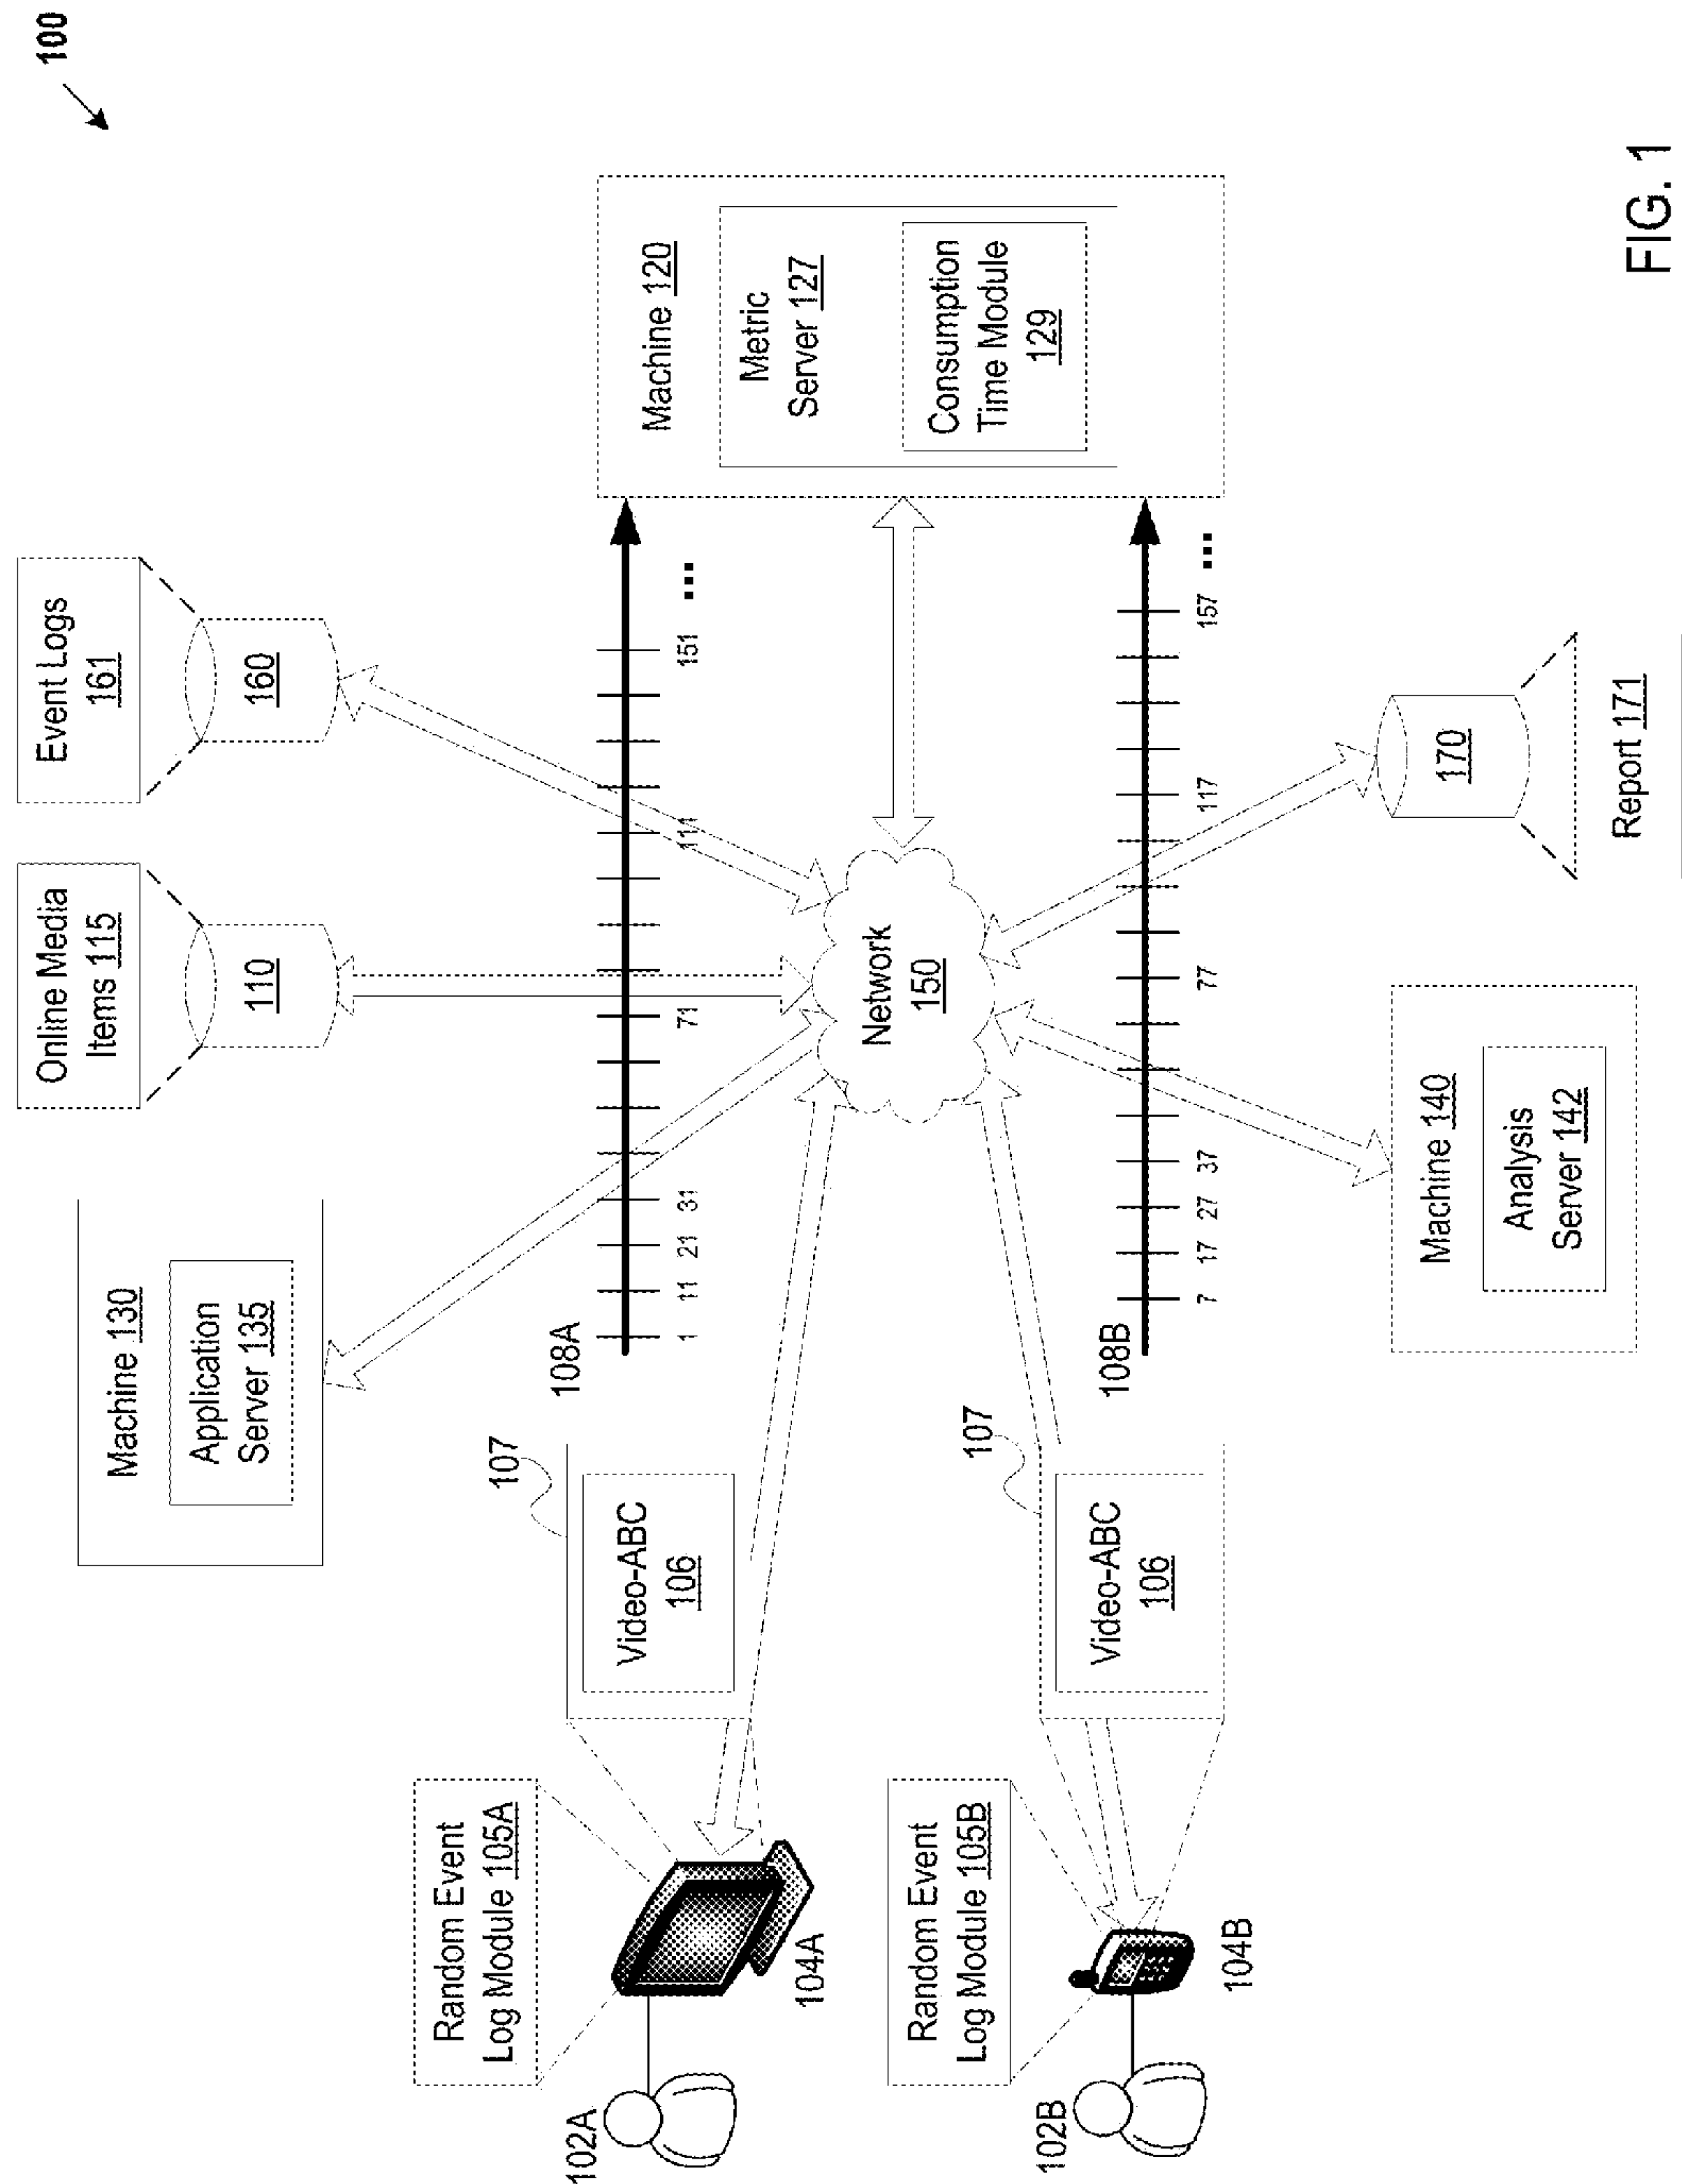 100
Machine 130
Application
Server 135
Online Media
Items 115
110
Event Logs
161
160
Random Event
Log Module 105A
102A
104A
107
Video-ABC
106
108A
1
11
21
31
71
111
151
...
Network
150
Machine 120
Metric
Server 127
Consumption
Time Module
129
Random Event
Log Module 105B
102B
104B
107
Video-ABC
106
108B
7
17
27
37
77
117
157
...
Machine 140
Analysis
Server 142
170
Report 171
FIG. 1